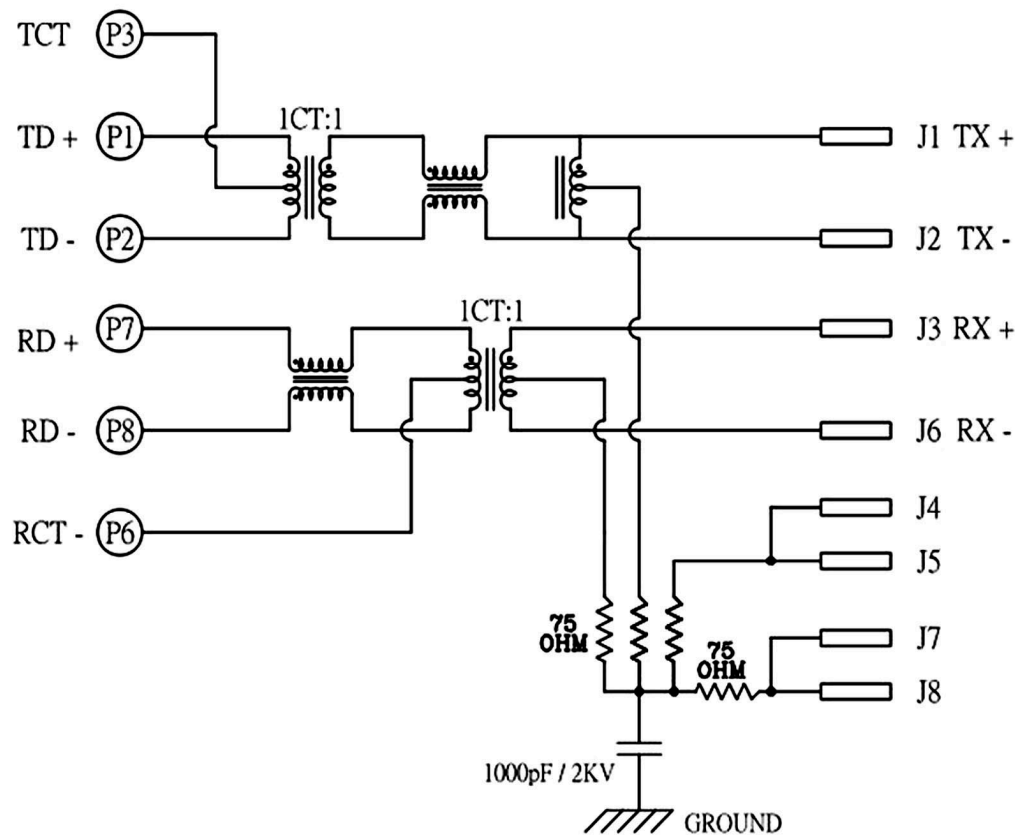 TCT P3
1CT:1
TD + P1 J1 TX +
TD - P2 J2 TX -
1CT:1
RD + P7 J3 RX +
RD - P8 J6 RX -
RCT - P6
J4
J5
75
OHM
J7
75
OHM
J8
1000pF / 2KV
GROUND